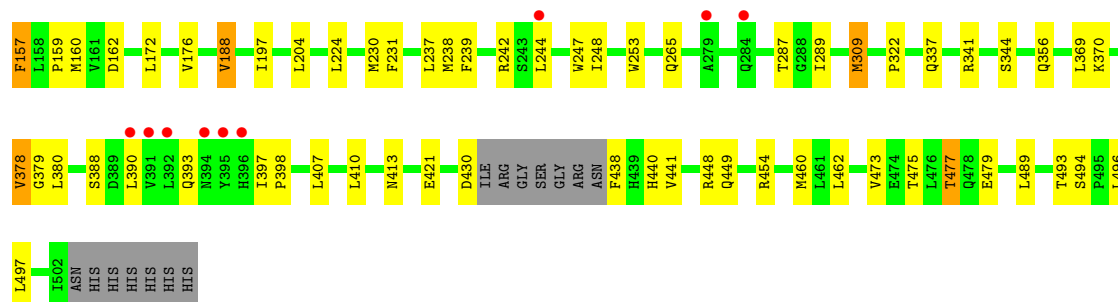 F157 L158 P159 M160 V161 D162 L172 V176 V188 I197 L204 L224 M230 F231 L237 M238 F239 R242 S243 L244 W247 I248 W253 Q265 A279 Q284 T287 G288 I289 M309 P322 Q337 R341 S344 Q356 L369 K370
V378 G379 L380 S388 D389 L390 V391 L392 Q393 N394 Y395 H396 I397 P398 L407 L410 N413 E421 D430 ILE ARG GLY SER GLY ARG ASN F438 H439 H440 V441 R448 Q449 R454 M460 L461 L462 V473 E474 T475 L476 T477 Q478 E479 L489 T493 S494 P495 L496
L497 I502 ASN HIS HIS HIS HIS HIS HIS